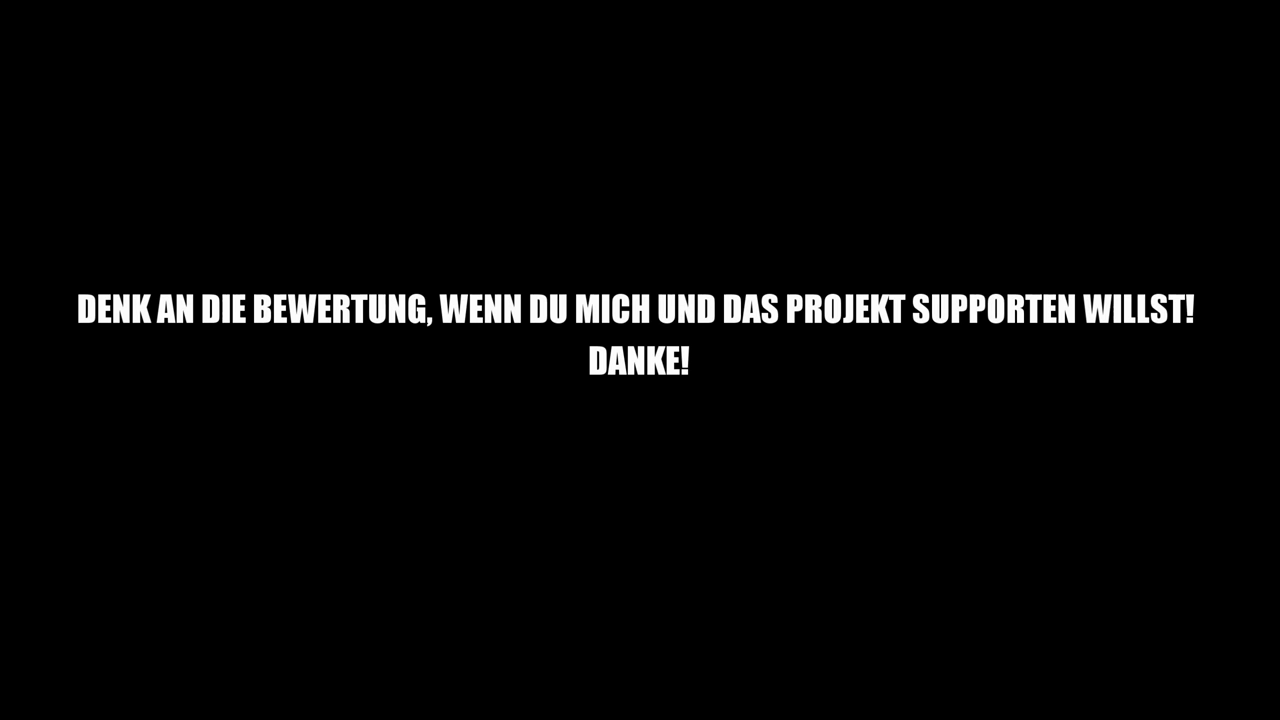 DENK AN DIE BEWERTUNG, WENN DU MICH UND DAS PROJEKT SUPPORTEN WILLST!
DANKE!